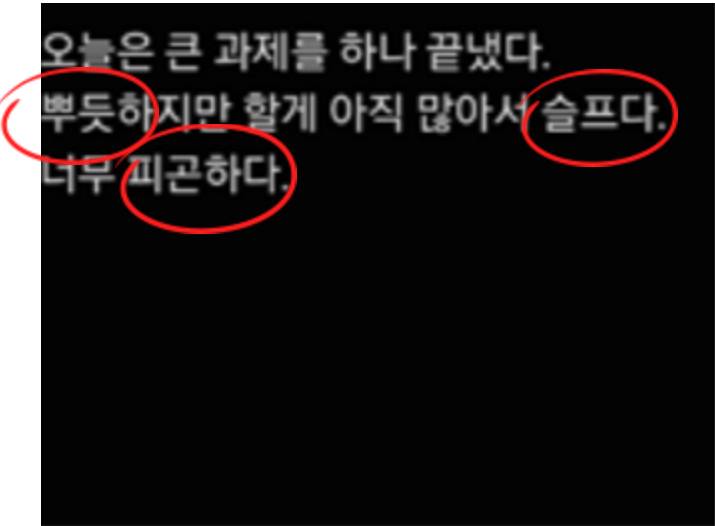 오늘은 큰 과제를 하나 끝냈다.
뿌듯하지만 할게 아직 많아서 슬프다.
너무 피곤하다.